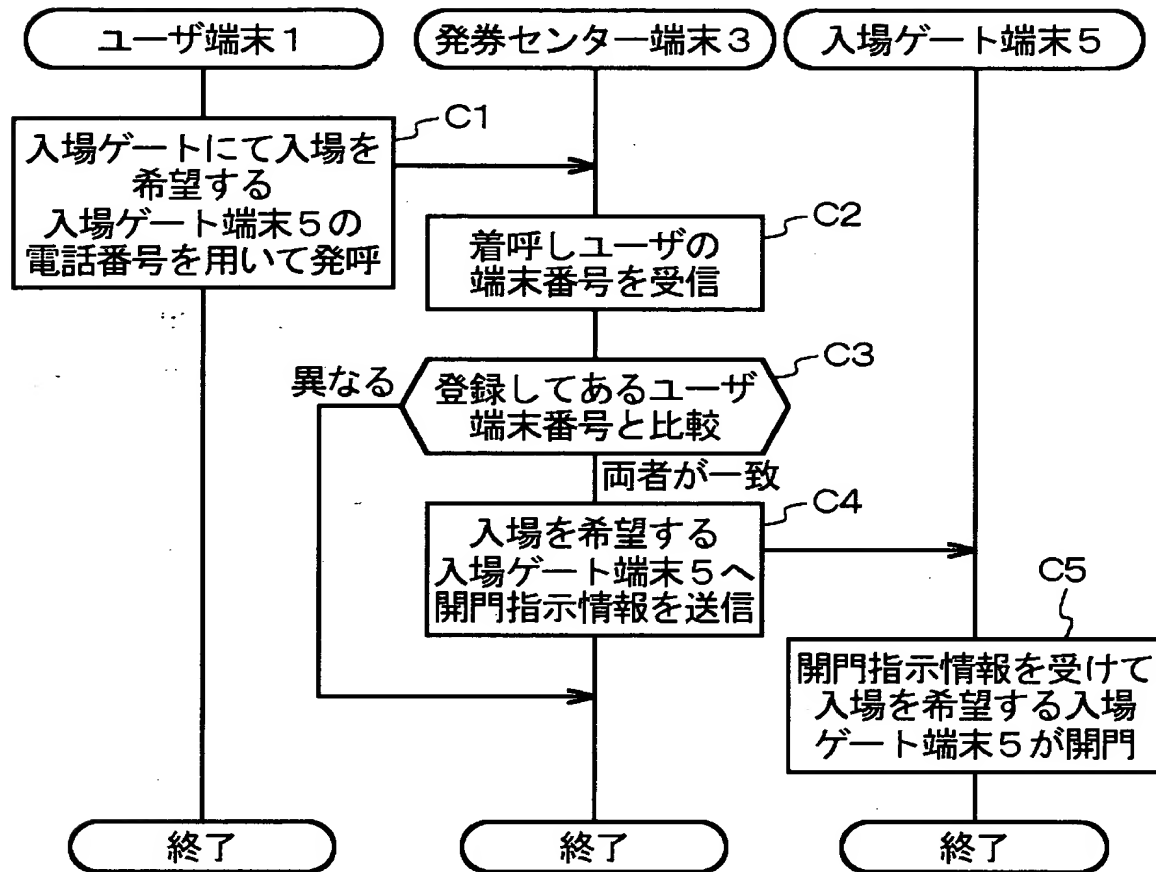 ユーザ端末1
発券センター端末3
入場ゲート端末5
C1
入場ゲートにて入場を
希望する
入場ゲート端末5の
電話番号を用いて発呼
C2
着呼しユーザの
端末番号を受信
C3
異なる
登録してあるユーザ
端末番号と比較
両者が一致
C4
入場を希望する
入場ゲート端末5へ
開門指示情報を送信
C5
開門指示情報を受けて
入場を希望する入場
ゲート端末5が開門
終了
終了
終了